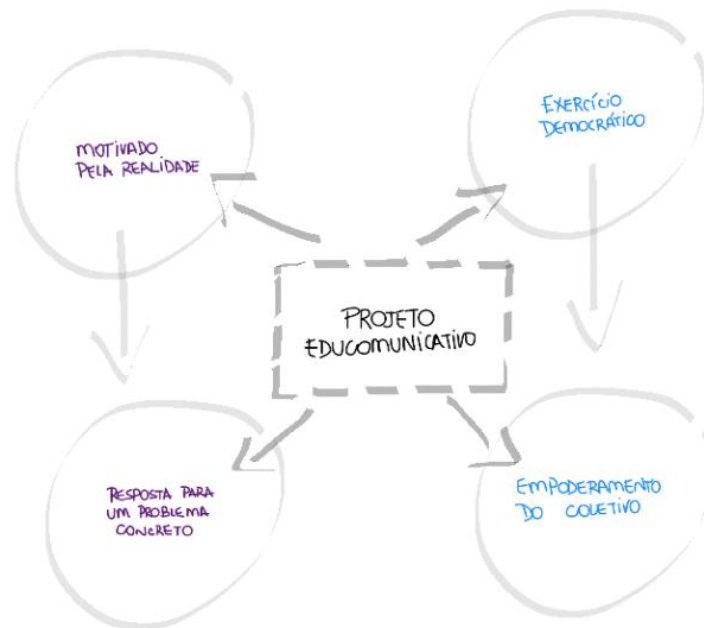 MOTIVADO
PELA REALIDADE
EXERCÍCIO
DEMOCRÁTICO
PROJETO
EDUCOMUNICATIVO
RESPOSTA PARA
UM PROBLEMA
CONCRETO
EMPODERAMENTO
DO COLETIVO